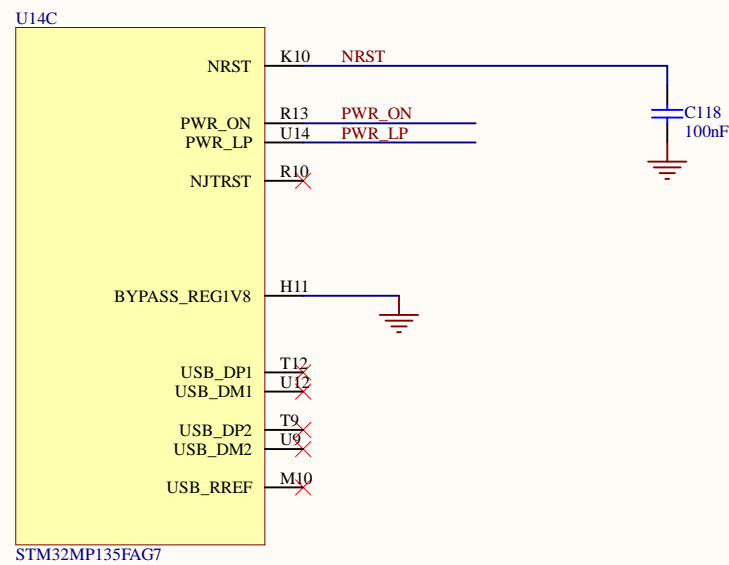 U14C
NRST K10 NRST
C118
100nF
PWR_ON R13 PWR_ON
PWR_LP U14 PWR_LP
NJTRST R10
BYPASS_REG1V8 H11
USB_DP1 T12
USB_DM1 U12
USB_DP2 T9
USB_DM2 U9
USB_RREF M10
STM32MP135FAG7